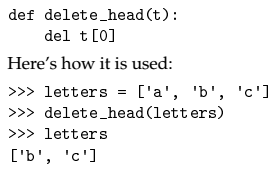 def delete_head(t):
    del t[0]
Here's how it is used:
>>> letters = ['a', 'b', 'c']
>>> delete_head(letters)
>>> letters
['b', 'c']